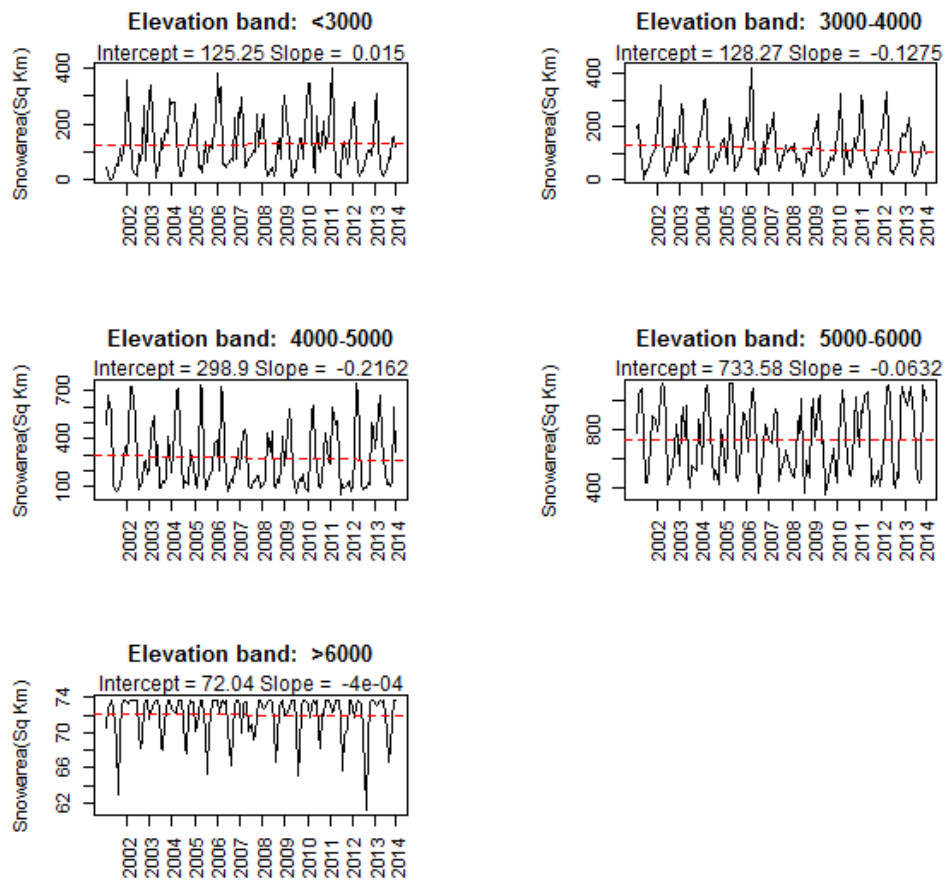 Elevation band: <3000
Intercept = 125.25 Slope = 0.015
Snowarea(Sq Km)
400
200
0
2002 2003 2004 2005 2006 2007 2008 2009 2010 2011 2012 2013 2014
Elevation band: 3000-4000
Intercept = 128.27 Slope = -0.1275
Snowarea(Sq Km)
400
200
0
2002 2003 2004 2005 2006 2007 2008 2009 2010 2011 2012 2013 2014
Elevation band: 4000-5000
Intercept = 298.9 Slope = -0.2162
Snowarea(Sq Km)
700
400
100
2002 2003 2004 2005 2006 2007 2008 2009 2010 2011 2012 2013 2014
Elevation band: 5000-6000
Intercept = 733.58 Slope = -0.0632
Snowarea(Sq Km)
800
400
2002 2003 2004 2005 2006 2007 2008 2009 2010 2011 2012 2013 2014
Elevation band: >6000
Intercept = 72.04 Slope = -4e-04
Snowarea(Sq Km)
74
70
66
62
2002 2003 2004 2005 2006 2007 2008 2009 2010 2011 2012 2013 2014